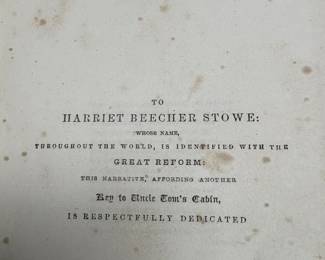 TO
HARRIET BEECHER STOWE:
WHOSE NAME,
THROUGHOUT THE WORLD, IS IDENTIFIED WITH THE
GREAT REFORM:
THIS NARRATIVE, AFFORDING ANOTHER
Key to Uncle Tom's Cabin,
IS RESPECTFULLY DEDICATED